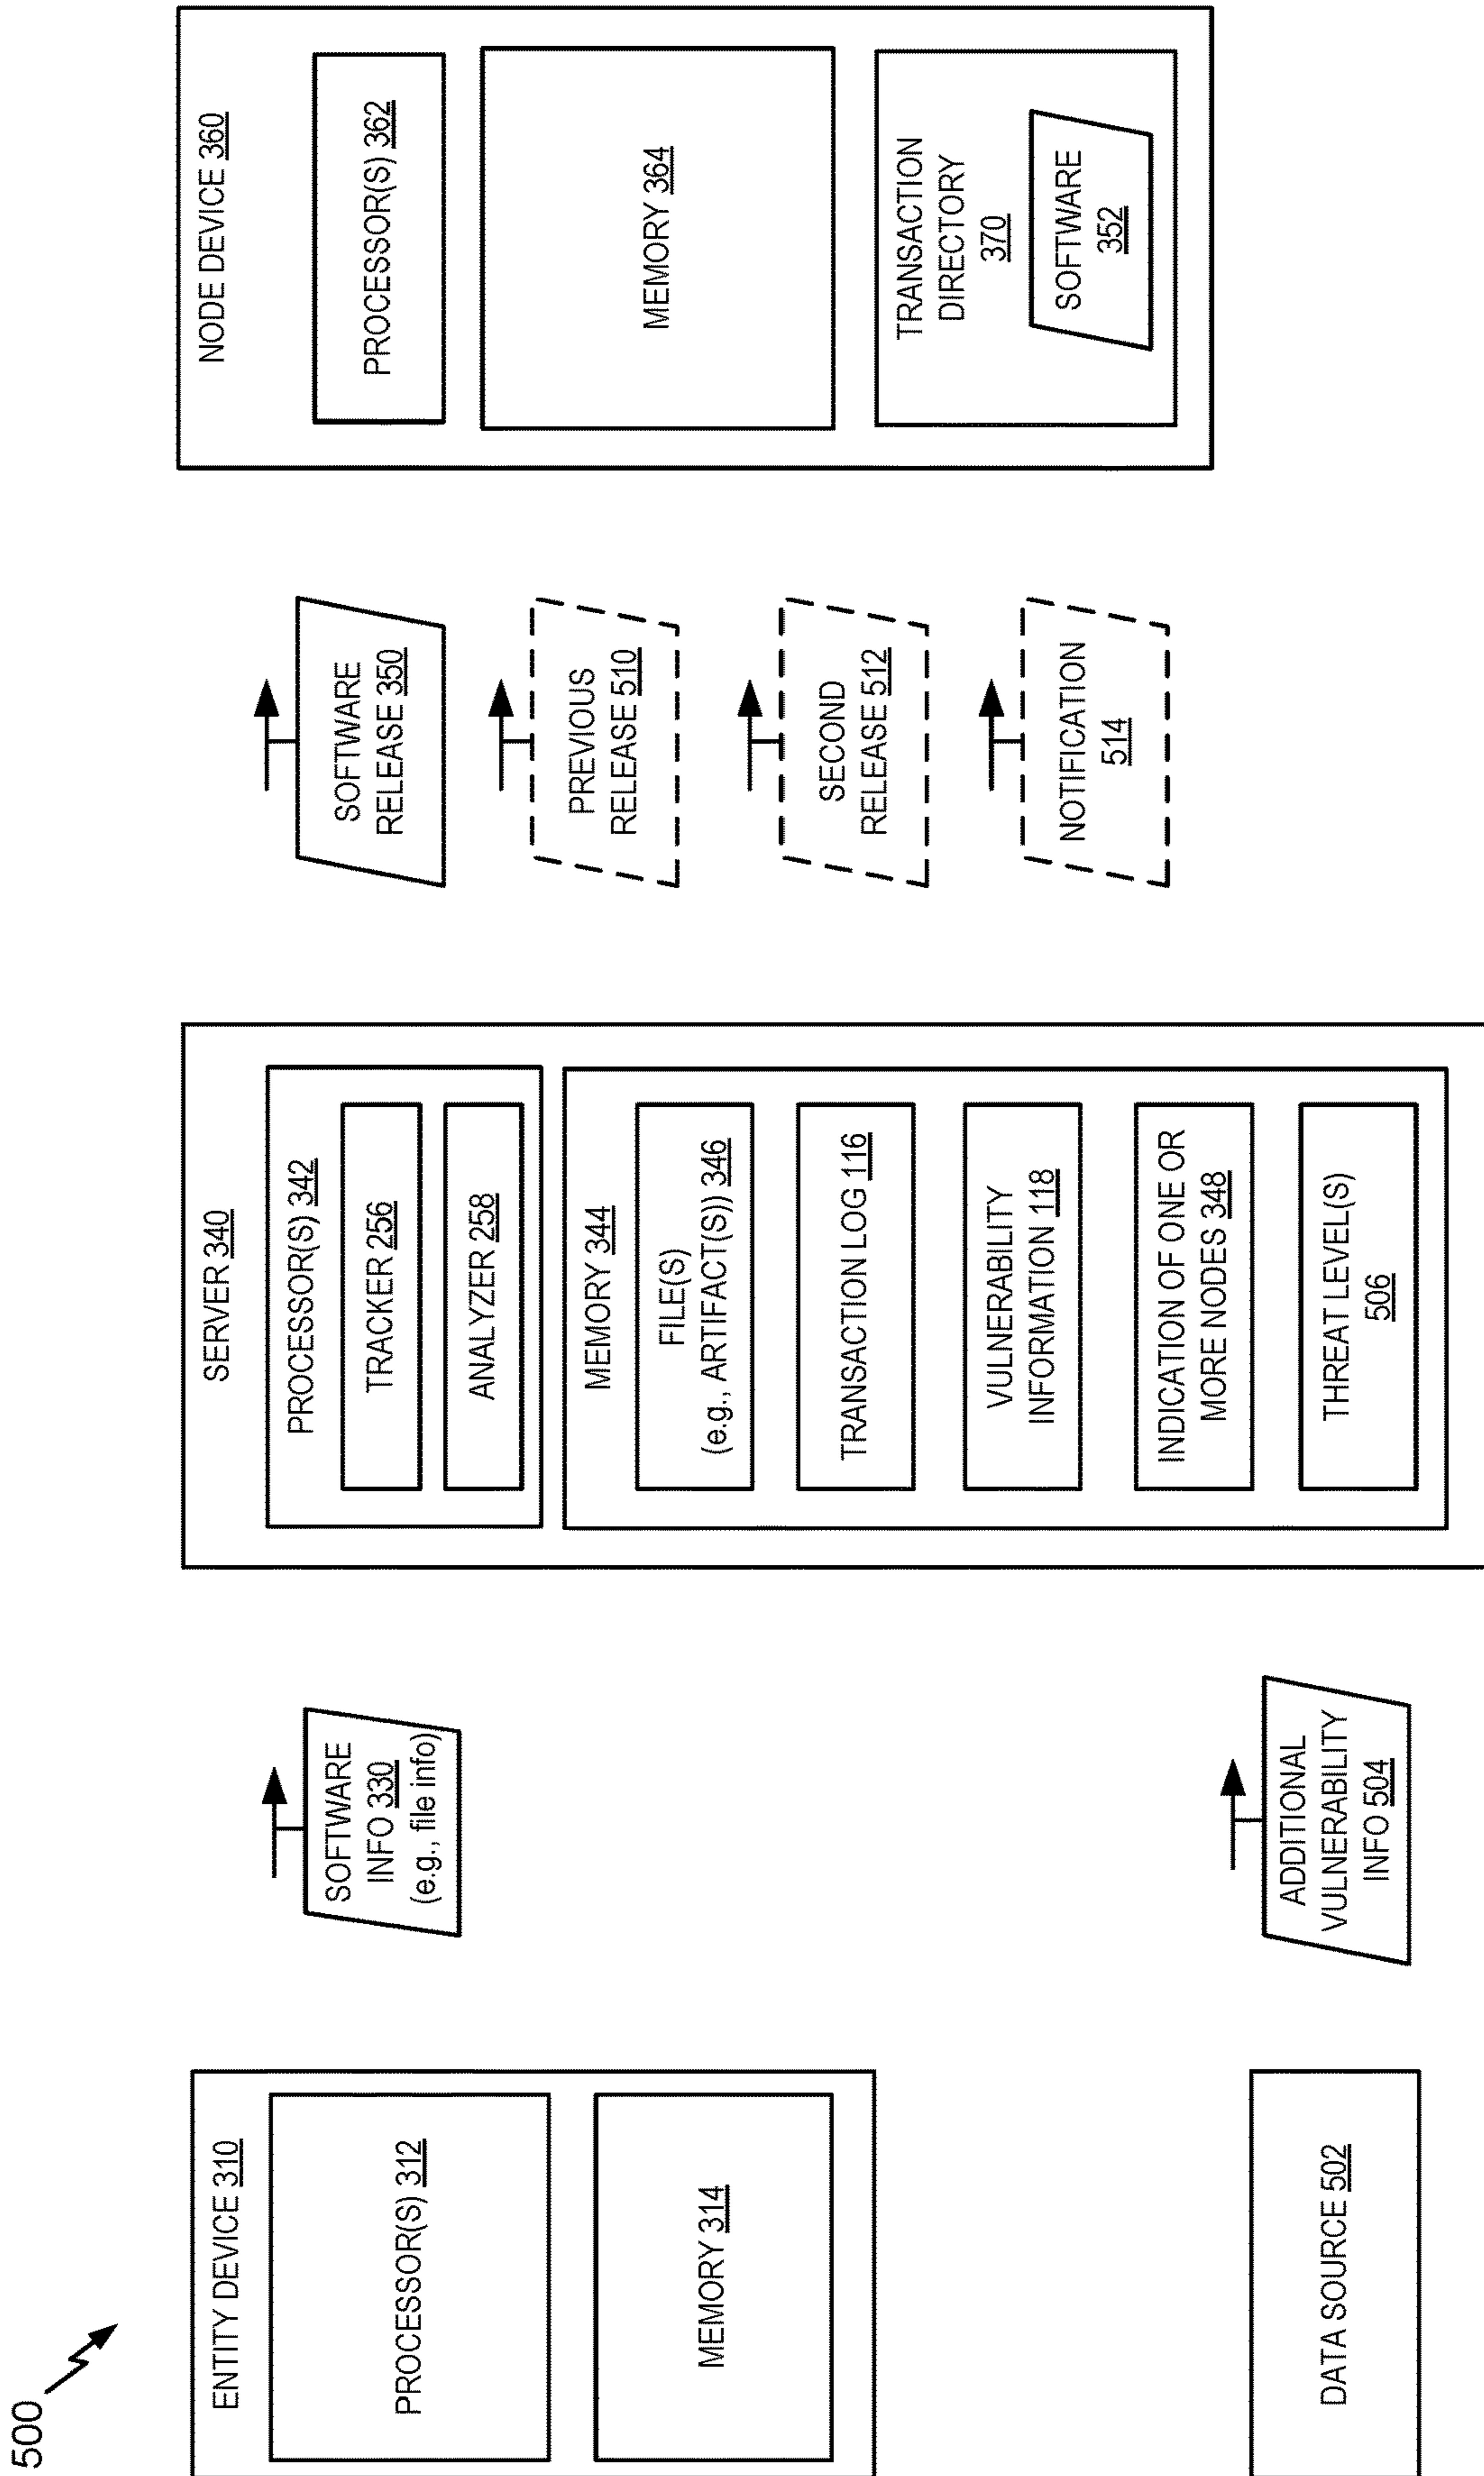 500
ENTITY DEVICE 310
PROCESSOR(S) 312
MEMORY 314
DATA SOURCE 502
SOFTWARE
INFO 330
(e.g., file info)
ADDITIONAL
VULNERABILITY
INFO 504
SERVER 340
PROCESSOR(S) 342
TRACKER 256
ANALYZER 258
MEMORY 344
FILE(S)
(e.g., ARTIFACT(S)) 346
TRANSACTION LOG 116
VULNERABILITY
INFORMATION 118
INDICATION OF ONE OR
MORE NODES 348
THREAT LEVEL(S)
506
SOFTWARE
RELEASE 350
PREVIOUS
RELEASE 510
SECOND
RELEASE 512
NOTIFICATION
514
NODE DEVICE 360
PROCESSOR(S) 362
MEMORY 364
TRANSACTION
DIRECTORY
370
SOFTWARE
352